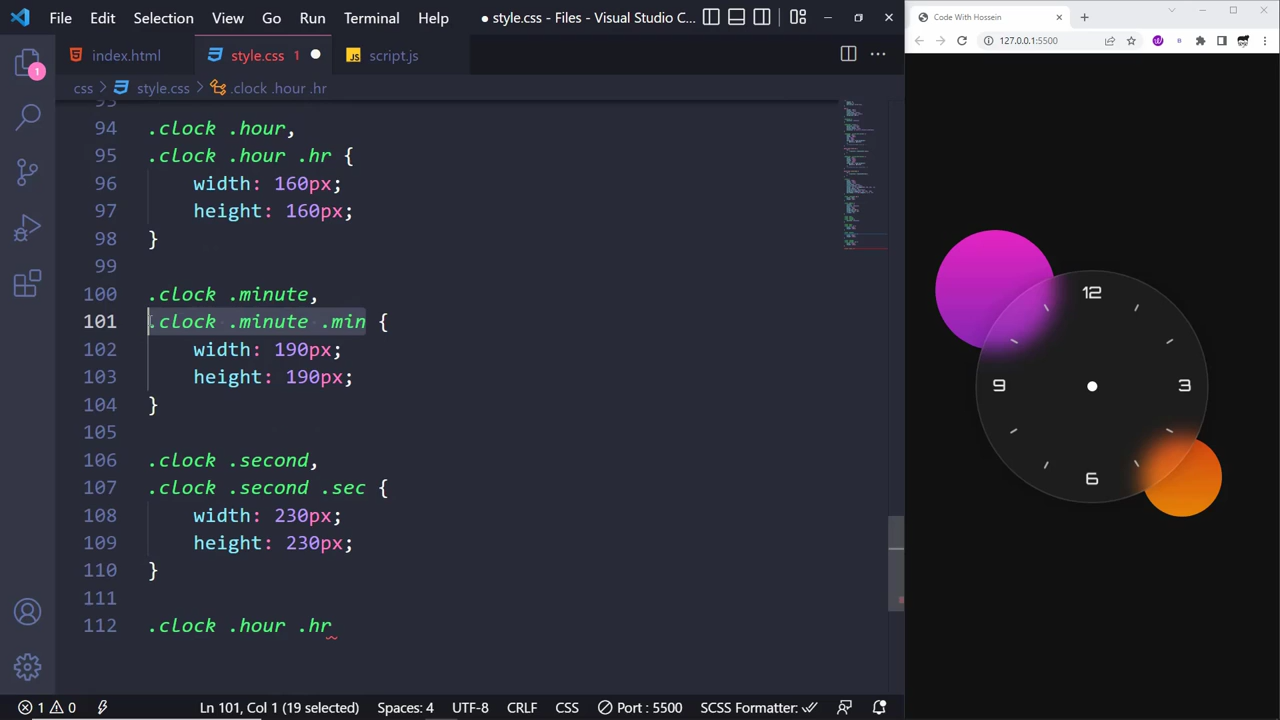 File Edit Selection View Go Run Terminal Help ● style.css - Files - Visual Studio C...
Code With Hossein
127.0.0.1:5500
1
index.html
style.css 1
JS script.js
css > style.css > .clock .hour .hr
93
94 .clock .hour,
95 .clock .hour .hr {
96 width: 160px;
97 height: 160px;
98 }
99
100 .clock .minute,
101 .clock .minute .min {
102 width: 190px;
103 height: 190px;
104 }
105
106 .clock .second,
107 .clock .second .sec {
108 width: 230px;
109 height: 230px;
110 }
111
112 .clock .hour .hr
12
9 3
6
1 0 Ln 101, Col 1 (19 selected) Spaces: 4 UTF-8 CRLF CSS Port : 5500 SCSS Formatter: